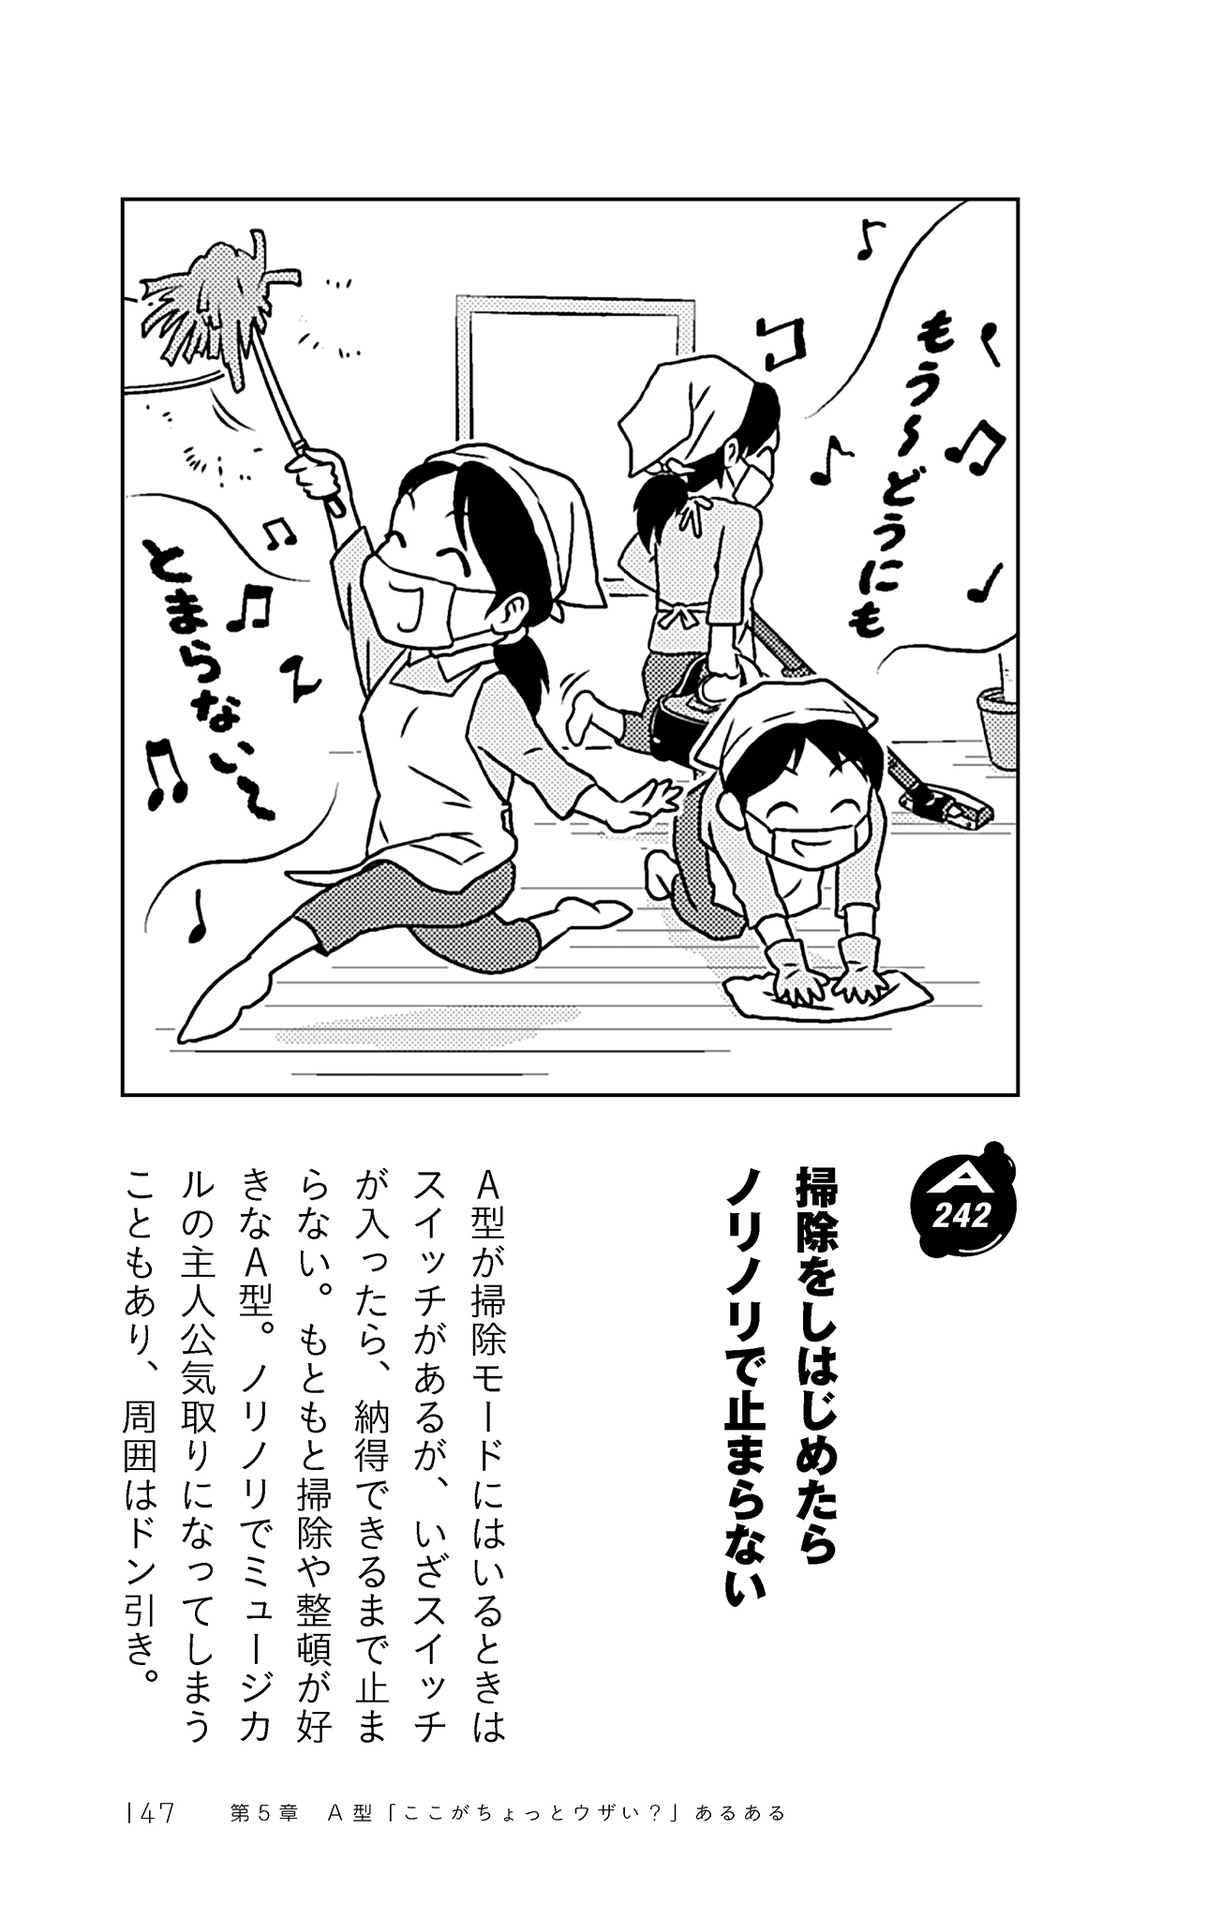 もう〜どうにも
とまらない〜
A
242
掃除をしはじめたら
ノリノリで止まらない
A型が掃除モードにはいるときは
スイッチがあるが、いざスイッチ
が入ったら、納得できるまで止ま
らない。もともと掃除や整頓が好
きなA型。ノリノリでミュージカ
ルの主人公気取りになってしまう
こともあり、周囲はドン引き。
147 第5章 A型「ここがちょっとウザい？」あるある